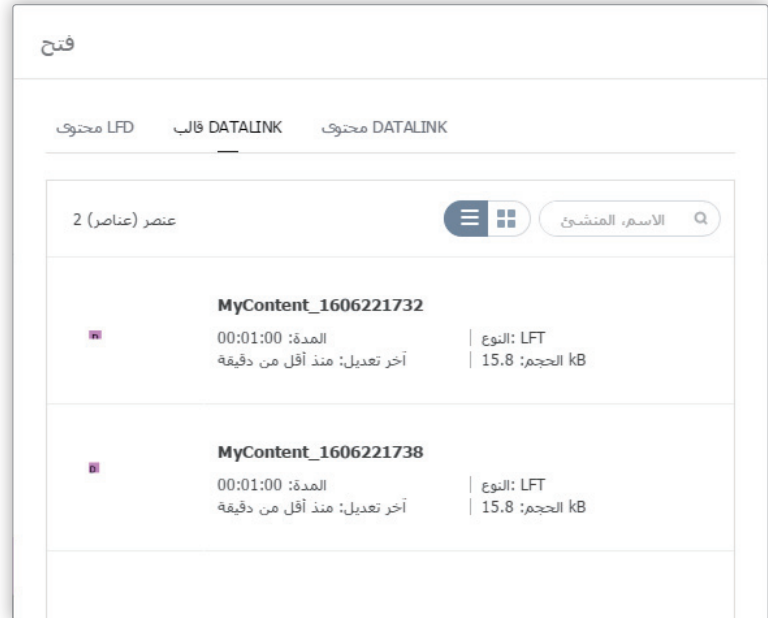 فتح
محتوى LFD
قالب DATALINK
محتوى DATALINK
2 عنصر (عناصر)
الاسم، المنشئ
MyContent_1606221732
المدة: 00:01:00
النوع: LFT
آخر تعديل: منذ أقل من دقيقة
الحجم: 15.8 kB
MyContent_1606221738
المدة: 00:01:00
النوع: LFT
آخر تعديل: منذ أقل من دقيقة
الحجم: 15.8 kB